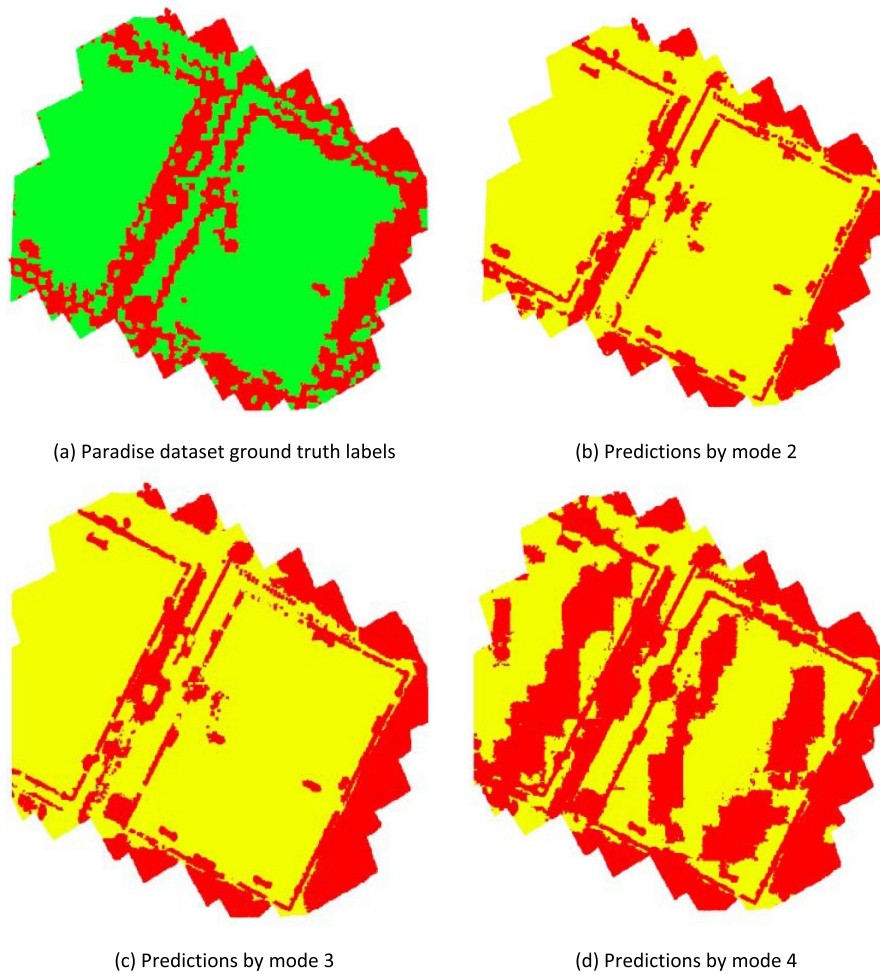 (a) Paradise dataset ground truth labels
(b) Predictions by mode 2
(c) Predictions by mode 3
(d) Predictions by mode 4